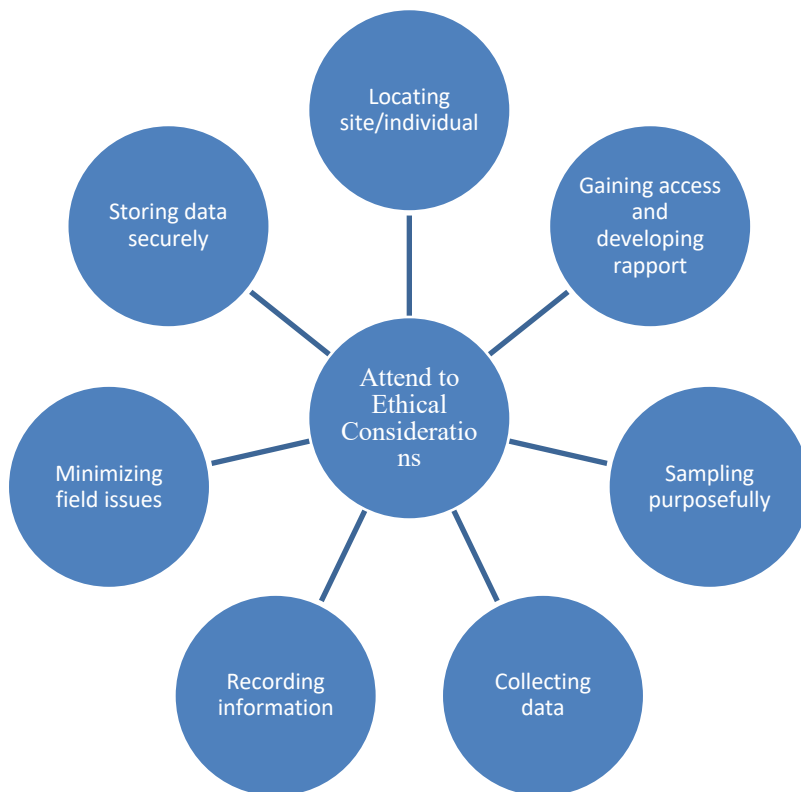 Locating
site/individual
Gaining access
and
developing
rapport
Sampling
purposefully
Collecting
data
Recording
information
Minimizing
field issues
Storing data
securely
Attend to
Ethical
Consideratio
ns